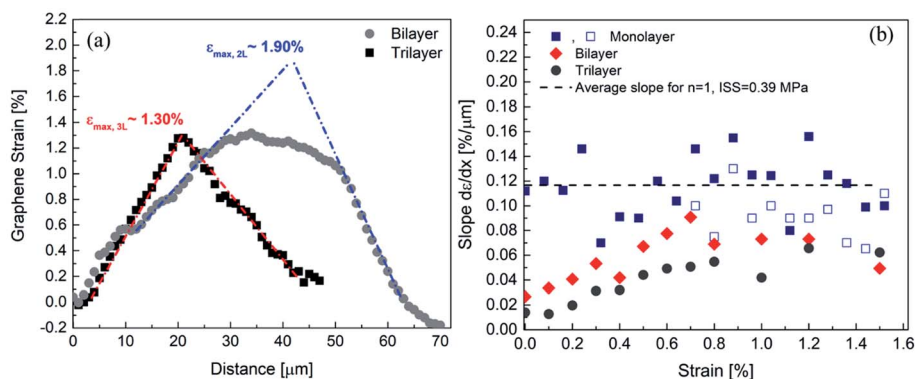 (a)
Bilayer
Trilayer
ε max, 2L ~ 1.90%
ε max, 3L ~ 1.30%
Graphene Strain [%]
2.2
2.0
1.8
1.6
1.4
1.2
1.0
0.8
0.6
0.4
0.2
0.0
-0.2
0 10 20 30 40 50 60 70
Distance [μm]
(b)
, Monolayer
Bilayer
Trilayer
Average slope for n=1, ISS=0.39 MPa
Slope dε/dx [%/μm]
0.24
0.22
0.20
0.18
0.16
0.14
0.12
0.10
0.08
0.06
0.04
0.02
0.00
0.0 0.2 0.4 0.6 0.8 1.0 1.2 1.4 1.6
Strain [%]